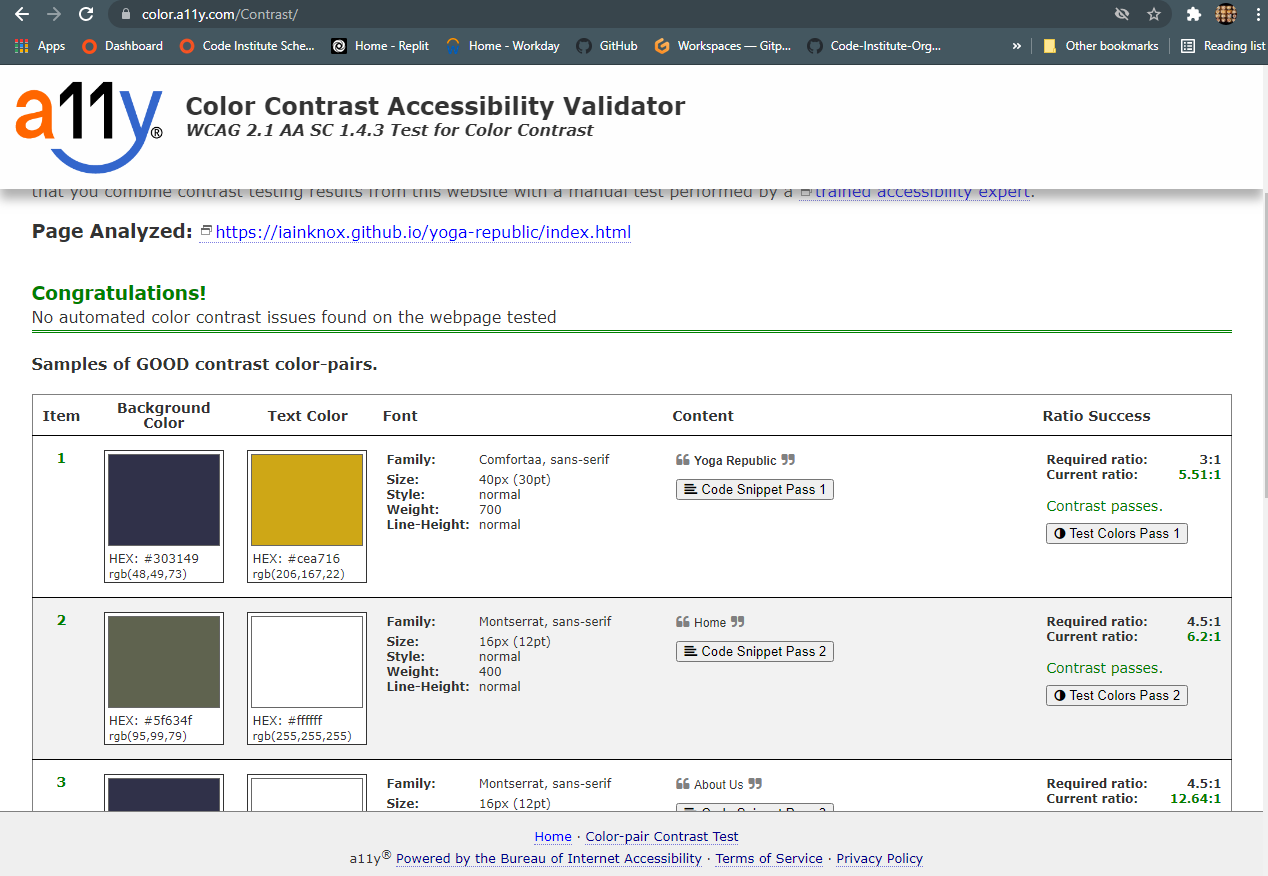 color.a11y.com/Contrast/
Apps Dashboard Code Institute Sche... Home - Replit Home - Workday GitHub Workspaces — Gitp... Code-Institute-Org... » Other bookmarks Reading list
a11y®
Color Contrast Accessibility Validator
WCAG 2.1 AA SC 1.4.3 Test for Color Contrast
that you combine contrast testing results from this website with a manual test performed by a trained accessibility expert.
Page Analyzed: https://iainknox.github.io/yoga-republic/index.html
Congratulations!
No automated color contrast issues found on the webpage tested
Samples of GOOD contrast color-pairs.
Item Background Color Text Color Font Content Ratio Success
1
HEX: #303149
rgb(48,49,73)
HEX: #cea716
rgb(206,167,22)
Family: Comfortaa, sans-serif
Size: 40px (30pt)
Style: normal
Weight: 700
Line-Height: normal
❝ Yoga Republic ❞
Code Snippet Pass 1
Required ratio: 3:1
Current ratio: 5.51:1
Contrast passes.
Test Colors Pass 1
2
HEX: #5f634f
rgb(95,99,79)
HEX: #ffffff
rgb(255,255,255)
Family: Montserrat, sans-serif
Size: 16px (12pt)
Style: normal
Weight: 400
Line-Height: normal
❝ Home ❞
Code Snippet Pass 2
Required ratio: 4.5:1
Current ratio: 6.2:1
Contrast passes.
Test Colors Pass 2
3
Family: Montserrat, sans-serif
Size: 16px (12pt)
❝ About Us ❞
Code Snippet Pass 3
Required ratio: 4.5:1
Current ratio: 12.64:1
Home · Color-pair Contrast Test
a11y® Powered by the Bureau of Internet Accessibility · Terms of Service · Privacy Policy